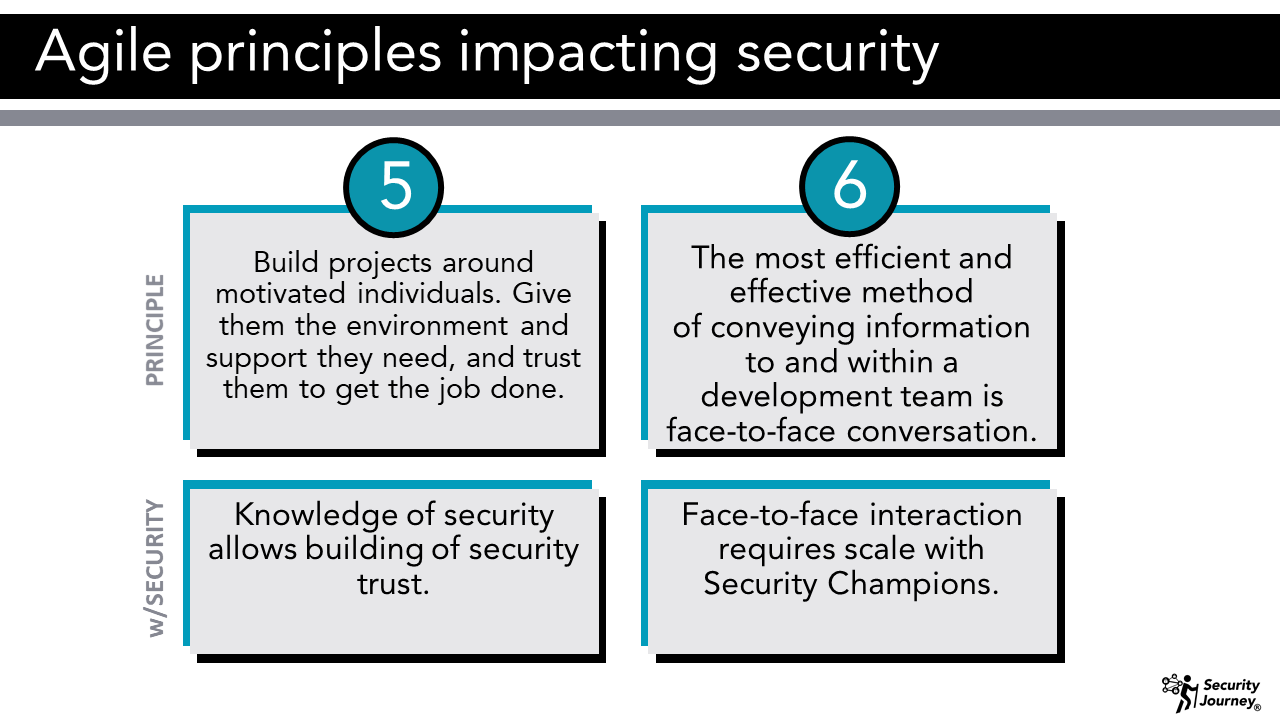 Agile principles impacting security
5
6
PRINCIPLE
Build projects around
motivated individuals. Give
them the environment and
support they need, and trust
them to get the job done.
The most efficient and
effective method
of conveying information
to and within a
development team is
face-to-face conversation.
w/SECURITY
Knowledge of security
allows building of security
trust.
Face-to-face interaction
requires scale with
Security Champions.
Security
Journey®